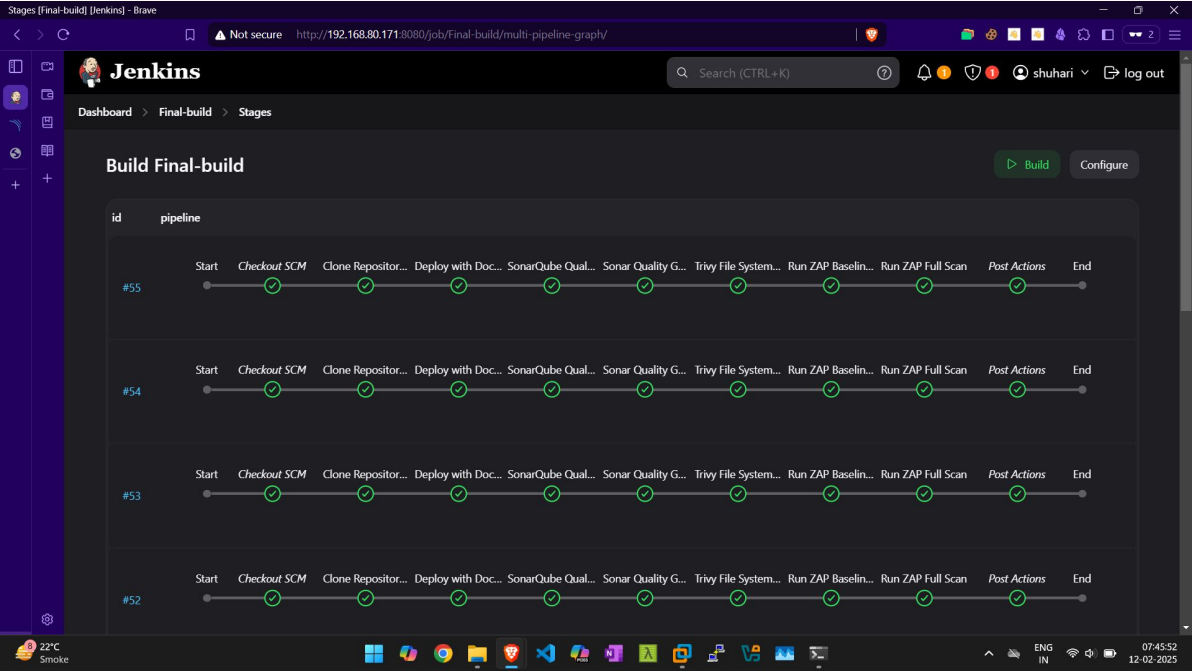 Stages [Final-build] [Jenkins] - Brave
Not secure http://192.168.80.171:8080/job/Final-build/multi-pipeline-graph/ 2
Jenkins Search (CTRL+K) 1 1 shuhari log out
Dashboard Final-build Stages
Build Final-build Build Configure
id pipeline
Start Checkout SCM Clone Repositor... Deploy with Doc... SonarQube Qual... Sonar Quality G... Trivy File System... Run ZAP Baselin... Run ZAP Full Scan Post Actions End
#55
Start Checkout SCM Clone Repositor... Deploy with Doc... SonarQube Qual... Sonar Quality G... Trivy File System... Run ZAP Baselin... Run ZAP Full Scan Post Actions End
#54
Start Checkout SCM Clone Repositor... Deploy with Doc... SonarQube Qual... Sonar Quality G... Trivy File System... Run ZAP Baselin... Run ZAP Full Scan Post Actions End
#53
Start Checkout SCM Clone Repositor... Deploy with Doc... SonarQube Qual... Sonar Quality G... Trivy File System... Run ZAP Baselin... Run ZAP Full Scan Post Actions End
#52
8 22°C ENG 07:45:52
Smoke IN 12-02-2025